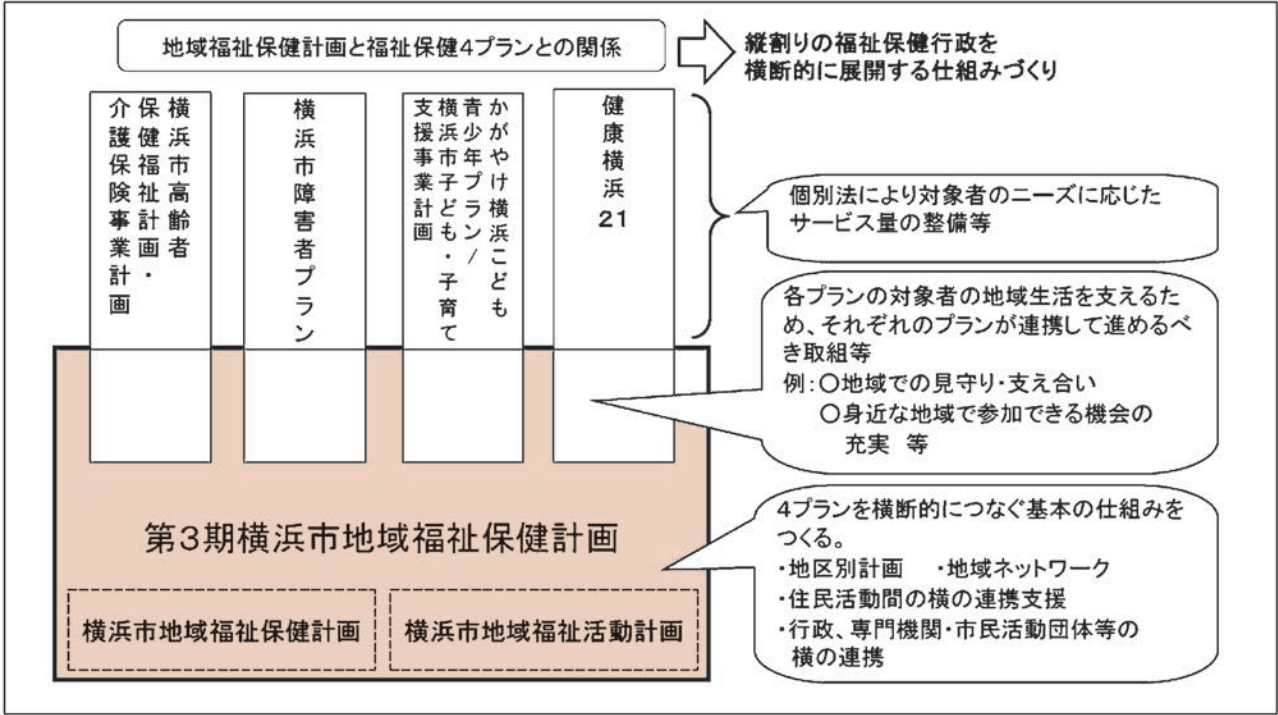 地域福祉保健計画と福祉保健4プランとの関係
縦割りの福祉保健行政を
横断的に展開する仕組みづくり
横浜市高齢者
保健福祉計画・
介護保険事業計画
横浜市障害者プラン
かがやけ横浜こども
青少年プラン/
横浜市子ども・子育て
支援事業計画
健康横浜21
個別法により対象者のニーズに応じた
サービス量の整備等
各プランの対象者の地域生活を支えるた
め、それぞれのプランが連携して進めるべ
き取組等
例:○地域での見守り・支え合い
○身近な地域で参加できる機会の
充実 等
第3期横浜市地域福祉保健計画
4プランを横断的につなぐ基本の仕組みを
つくる。
・地区別計画 ・地域ネットワーク
・住民活動間の横の連携支援
・行政、専門機関・市民活動団体等の
横の連携
横浜市地域福祉保健計画
横浜市地域福祉活動計画